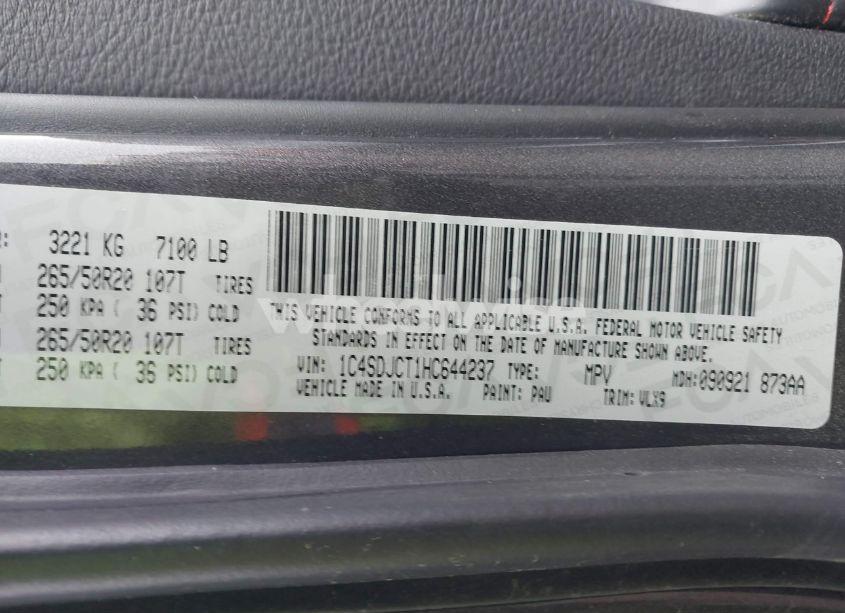 3221 KG 7100 LB
265/50R20 107T TIRES
250 KPA ( 36 PSI) COLD
265/50R20 107T TIRES
250 KPA ( 36 PSI) COLD
THIS VEHICLE CONFORMS TO ALL APPLICABLE U.S.A. FEDERAL MOTOR VEHICLE SAFETY
STANDARDS IN EFFECT ON THE DATE OF MANUFACTURE SHOWN ABOVE.
VIN: 1C4SDJCT1HC644237 TYPE: MPV MDH:090921 873AA
VEHICLE MADE IN U.S.A. PAINT: PAU TRIM: VLX9